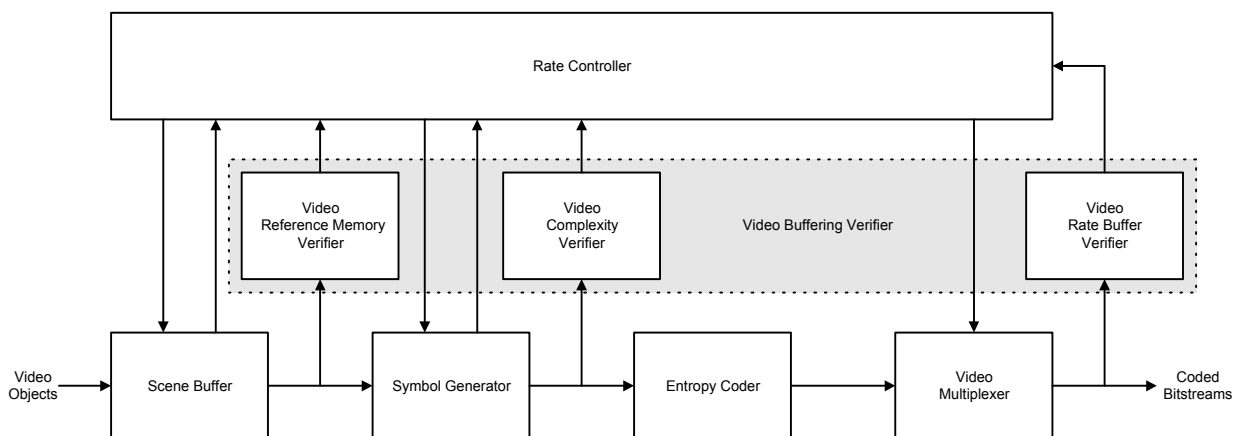 Rate Controller
Video
Reference Memory
Verifier
Video
Complexity
Verifier
Video Buffering Verifier
Video
Rate Buffer
Verifier
Video
Objects
Scene Buffer
Symbol Generator
Entropy Coder
Video
Multiplexer
Coded
Bitstreams